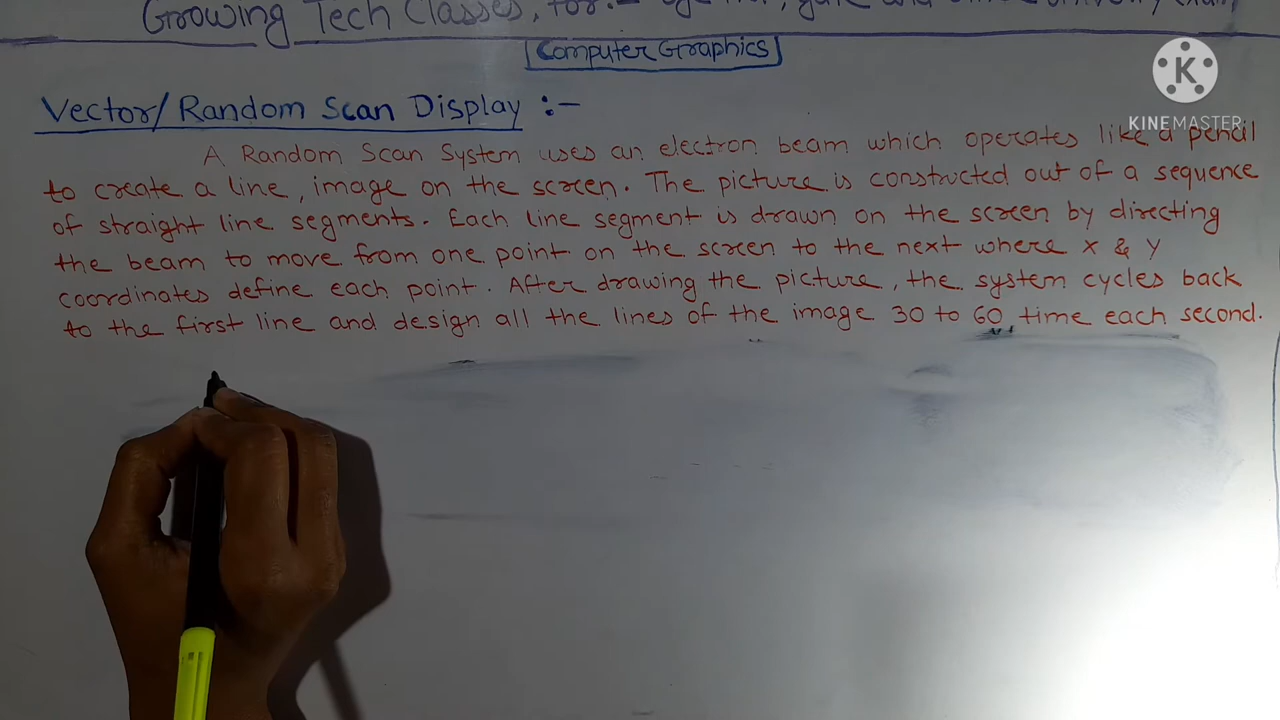 Growing Tech Classes, for:- and
Computer Graphics
K
KINEMASTER
Vector/Random Scan Display :-
A Random Scan System uses an electron beam which operates like a pencil
to create a line, image on the screen. The picture is constructed out of a sequence
of straight line segments. Each line segment is drawn on the screen by directing
the beam to move from one point on the screen to the next where x & y
coordinates define each point. After drawing the picture, the system cycles back
to the first line and design all the lines of the image 30 to 60 time each second.